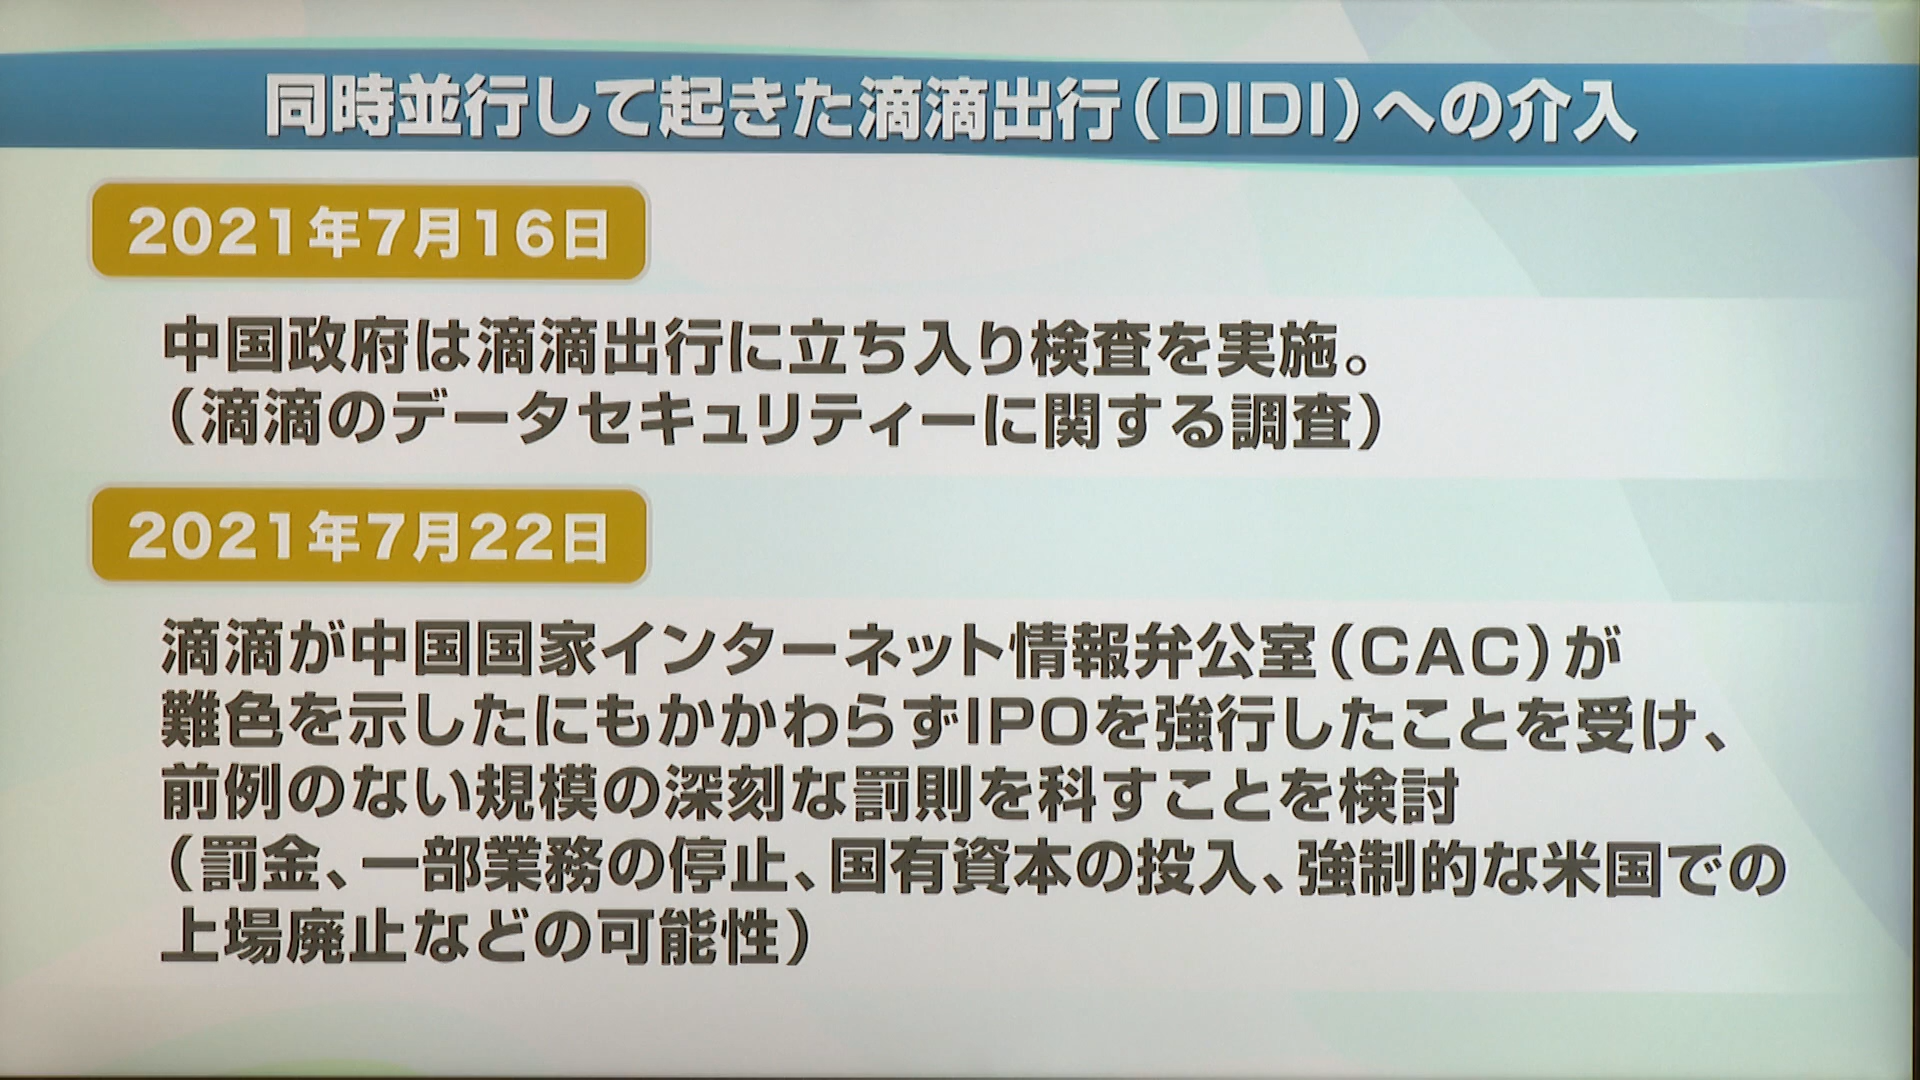 同時並行して起きた滴滴出行（DIDI）への介入
2021年7月16日
中国政府は滴滴出行に立ち入り検査を実施。
（滴滴のデータセキュリティーに関する調査）
2021年7月22日
滴滴が中国国家インターネット情報弁公室（CAC）が
難色を示したにもかかわらずIPOを強行したことを受け、
前例のない規模の深刻な罰則を科すことを検討
（罰金、一部業務の停止、国有資本の投入、強制的な米国での
上場廃止などの可能性）